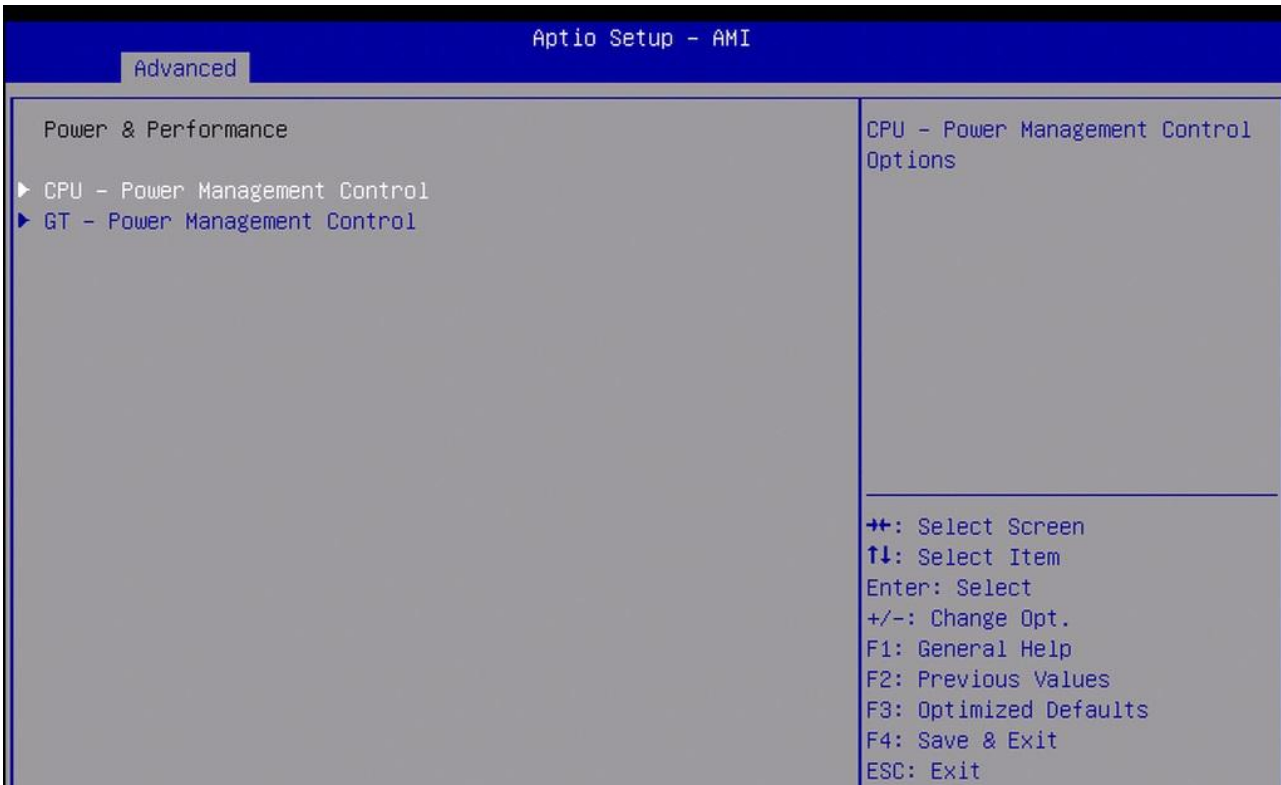 Aptio Setup – AMI
Advanced
Power & Performance
▶ CPU – Power Management Control
▶ GT – Power Management Control
CPU – Power Management Control
Options
→←: Select Screen
↑↓: Select Item
Enter: Select
+/-: Change Opt.
F1: General Help
F2: Previous Values
F3: Optimized Defaults
F4: Save & Exit
ESC: Exit